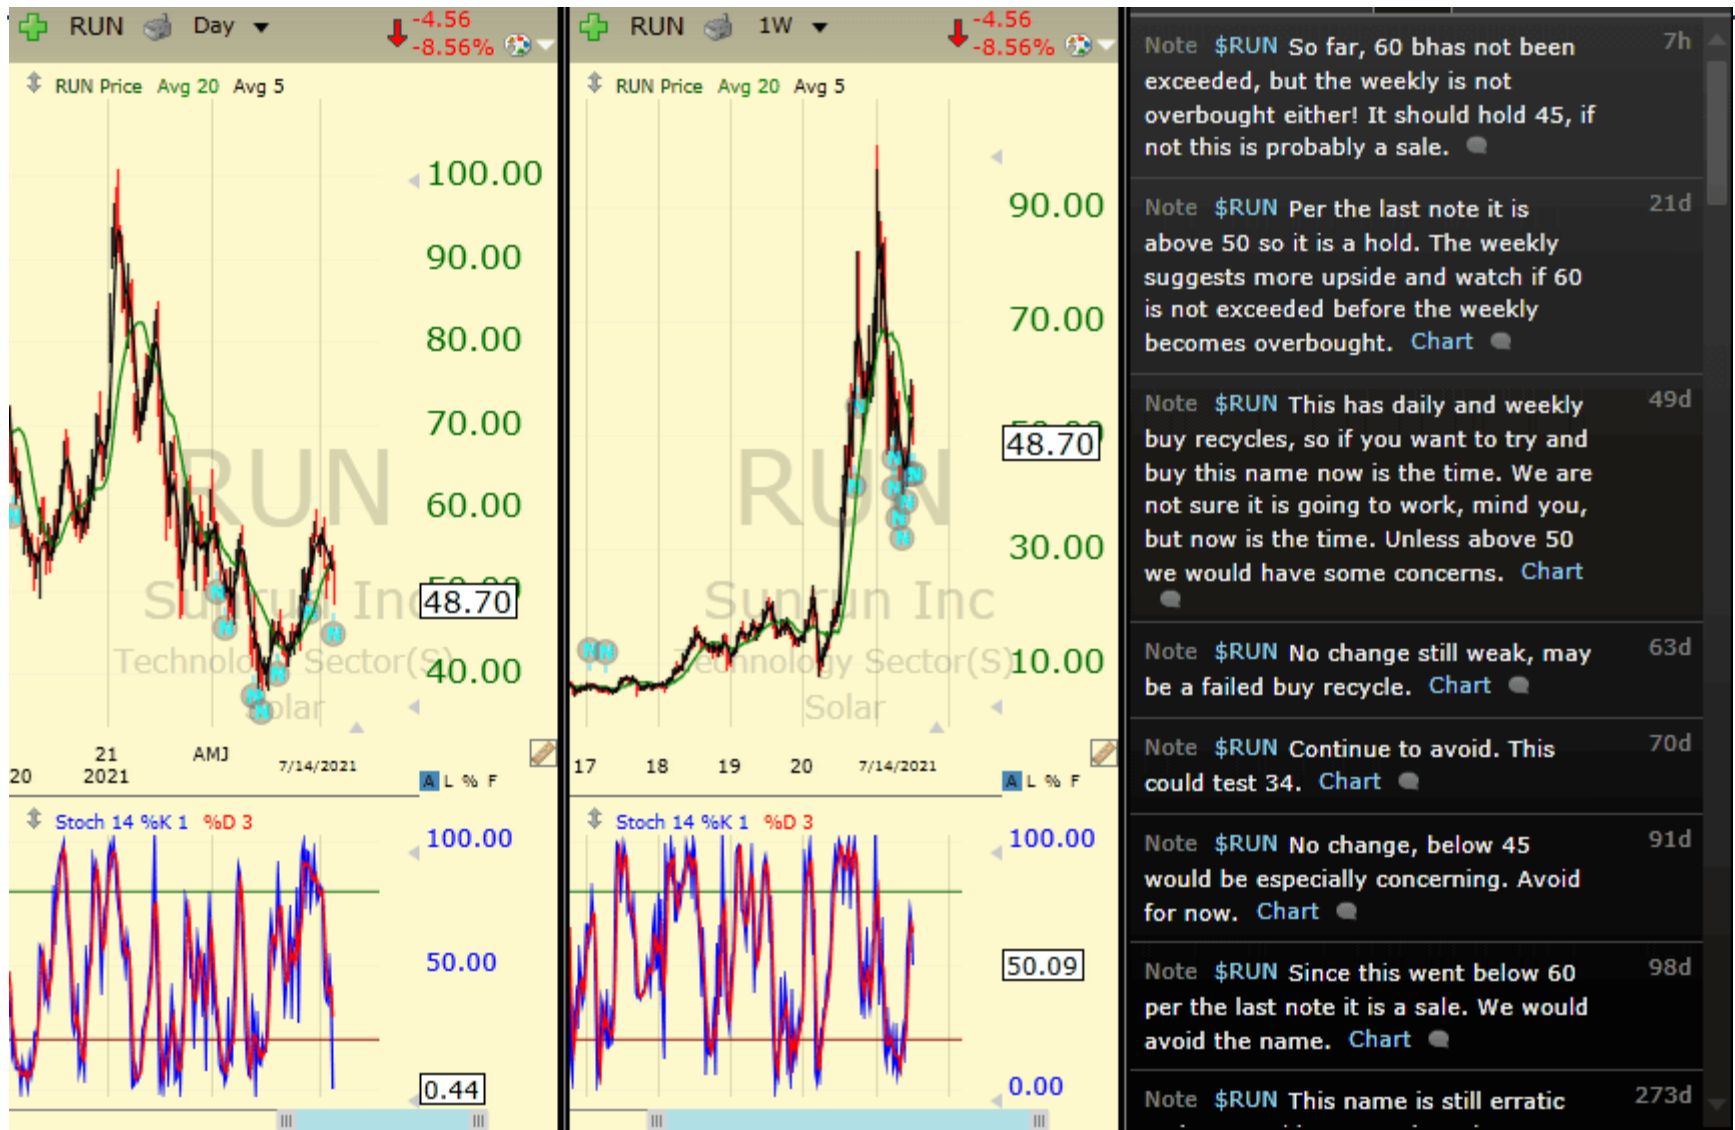 RUN Day -4.56
-8.56%
RUN Price Avg 20 Avg 5
100.00
90.00
80.00
70.00
60.00
50.00
48.70
40.00
RUN
Sunrun Inc
Technology Sector(S)
Solar
20 21 AMJ 7/14/2021
2021
A L % F
Stoch 14 %K 1 %D 3
100.00
50.00
0.44
RUN 1W -4.56
-8.56%
RUN Price Avg 20 Avg 5
90.00
70.00
48.70
30.00
10.00
RUN
Sunrun Inc
Technology Sector(S)
Solar
17 18 19 20 7/14/2021
A L % F
Stoch 14 %K 1 %D 3
100.00
50.09
0.00
Note $RUN So far, 60 bhas not been 7h
exceeded, but the weekly is not
overbought either! It should hold 45, if
not this is probably a sale.
Note $RUN Per the last note it is 21d
above 50 so it is a hold. The weekly
suggests more upside and watch if 60
is not exceeded before the weekly
becomes overbought. Chart
Note $RUN This has daily and weekly 49d
buy recycles, so if you want to try and
buy this name now is the time. We are
not sure it is going to work, mind you,
but now is the time. Unless above 50
we would have some concerns. Chart
Note $RUN No change still weak, may 63d
be a failed buy recycle. Chart
Note $RUN Continue to avoid. This 70d
could test 34. Chart
Note $RUN No change, below 45 91d
would be especially concerning. Avoid
for now. Chart
Note $RUN Since this went below 60 98d
per the last note it is a sale. We would
avoid the name. Chart
Note $RUN This name is still erratic 273d